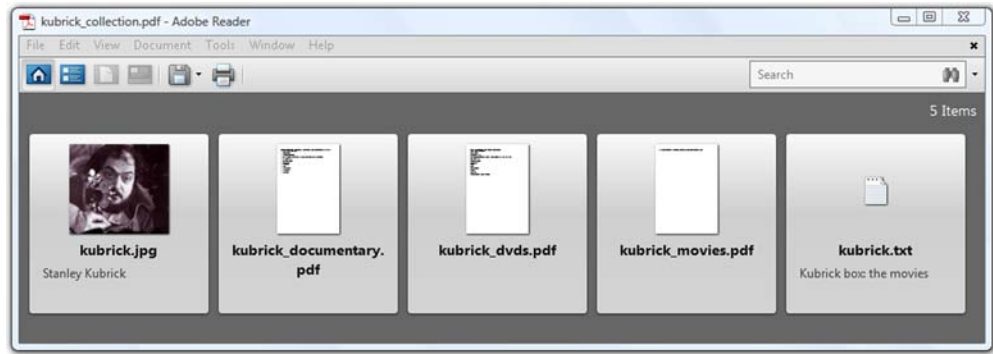 kubrick_collection.pdf - Adobe Reader
File Edit View Document Tools Window Help
Search
5 Items
kubrick.jpg
Stanley Kubrick
kubrick_documentary.
pdf
kubrick_dvds.pdf
kubrick_movies.pdf
kubrick.txt
Kubrick box: the movies